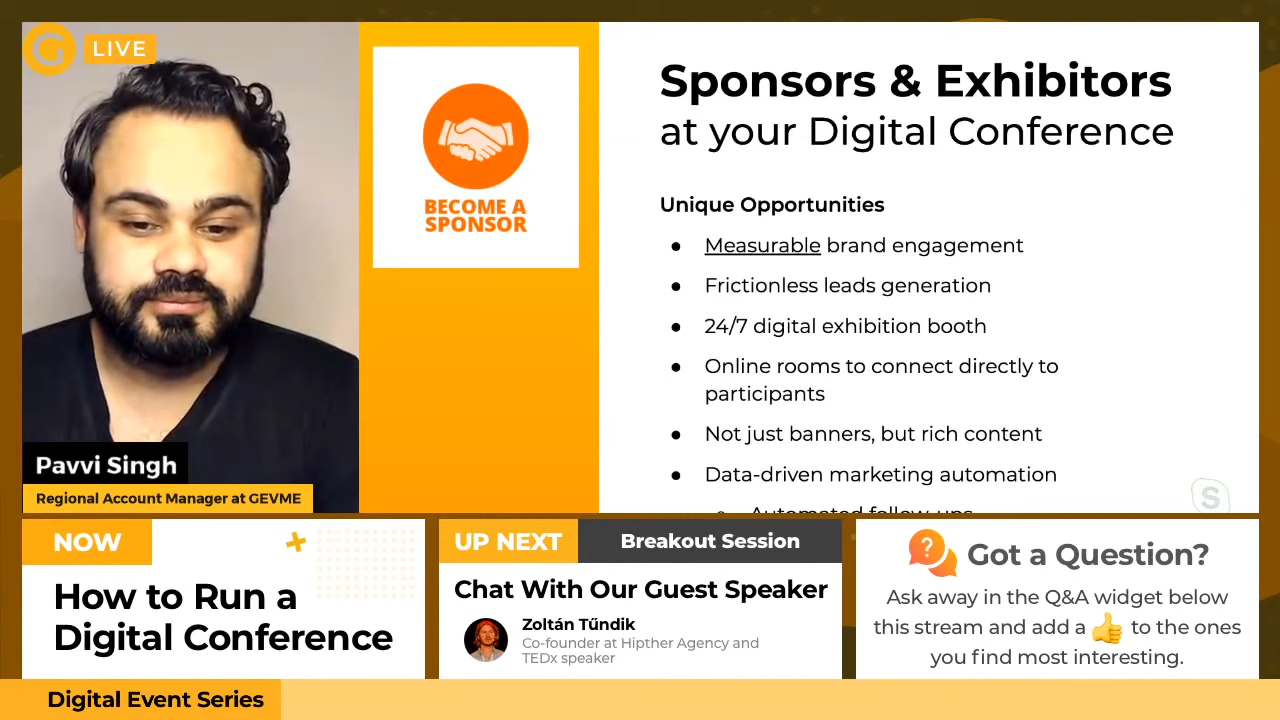 G LIVE
BECOME A
SPONSOR
Sponsors & Exhibitors
at your Digital Conference
Unique Opportunities
● Measurable brand engagement
● Frictionless leads generation
● 24/7 digital exhibition booth
● Online rooms to connect directly to
participants
● Not just banners, but rich content
● Data-driven marketing automation
○ Automated follow-ups
S
Pavvi Singh
Regional Account Manager at GEVME
NOW
How to Run a
Digital Conference
UP NEXT Breakout Session
Chat With Our Guest Speaker
Zoltán Tűndik
Co-founder at Hipther Agency and
TEDx speaker
? Got a Question?
Ask away in the Q&A widget below
this stream and add a 👍 to the ones
you find most interesting.
Digital Event Series